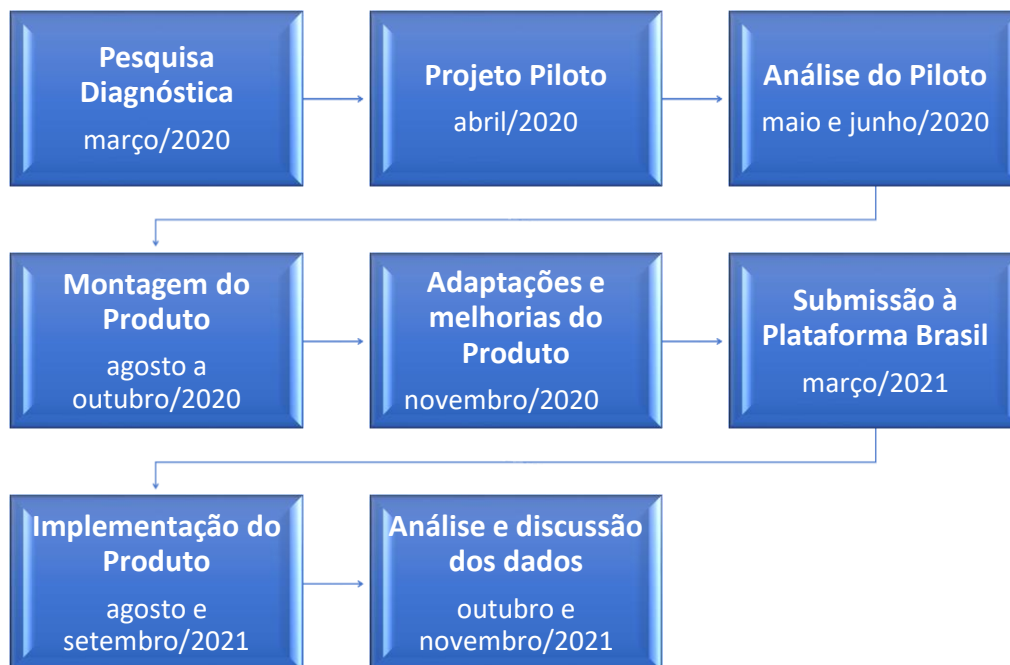 Pesquisa
Diagnóstica
março/2020
Projeto Piloto
abril/2020
Análise do Piloto
maio e junho/2020
Montagem do
Produto
agosto a
outubro/2020
Adaptações e
melhorias do
Produto
novembro/2020
Submissão à
Plataforma Brasil
março/2021
Implementação do
Produto
agosto e
setembro/2021
Análise e discussão
dos dados
outubro e
novembro/2021